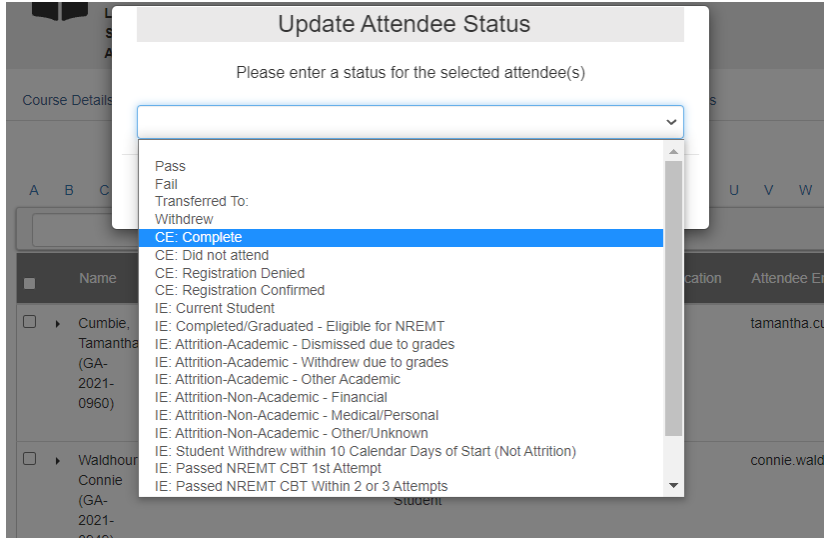 L
S
A
Update Attendee Status
Please enter a status for the selected attendee(s)
Course Details
s
A B C U V W
Pass
Fail
Transferred To:
Withdrew
CE: Complete
CE: Did not attend
CE: Registration Denied
CE: Registration Confirmed
IE: Current Student
IE: Completed/Graduated - Eligible for NREMT
IE: Attrition-Academic - Dismissed due to grades
IE: Attrition-Academic - Withdrew due to grades
IE: Attrition-Academic - Other Academic
IE: Attrition-Non-Academic - Financial
IE: Attrition-Non-Academic - Medical/Personal
IE: Attrition-Non-Academic - Other/Unknown
IE: Student Withdrew within 10 Calendar Days of Start (Not Attrition)
IE: Passed NREMT CBT 1st Attempt
IE: Passed NREMT CBT Within 2 or 3 Attempts
Name cation Attendee Em
Cumbie, tamantha.cu
Tamantha
(GA-
2021-
0960)
Waldhour connie.wald
Connie
(GA- Student
2021-